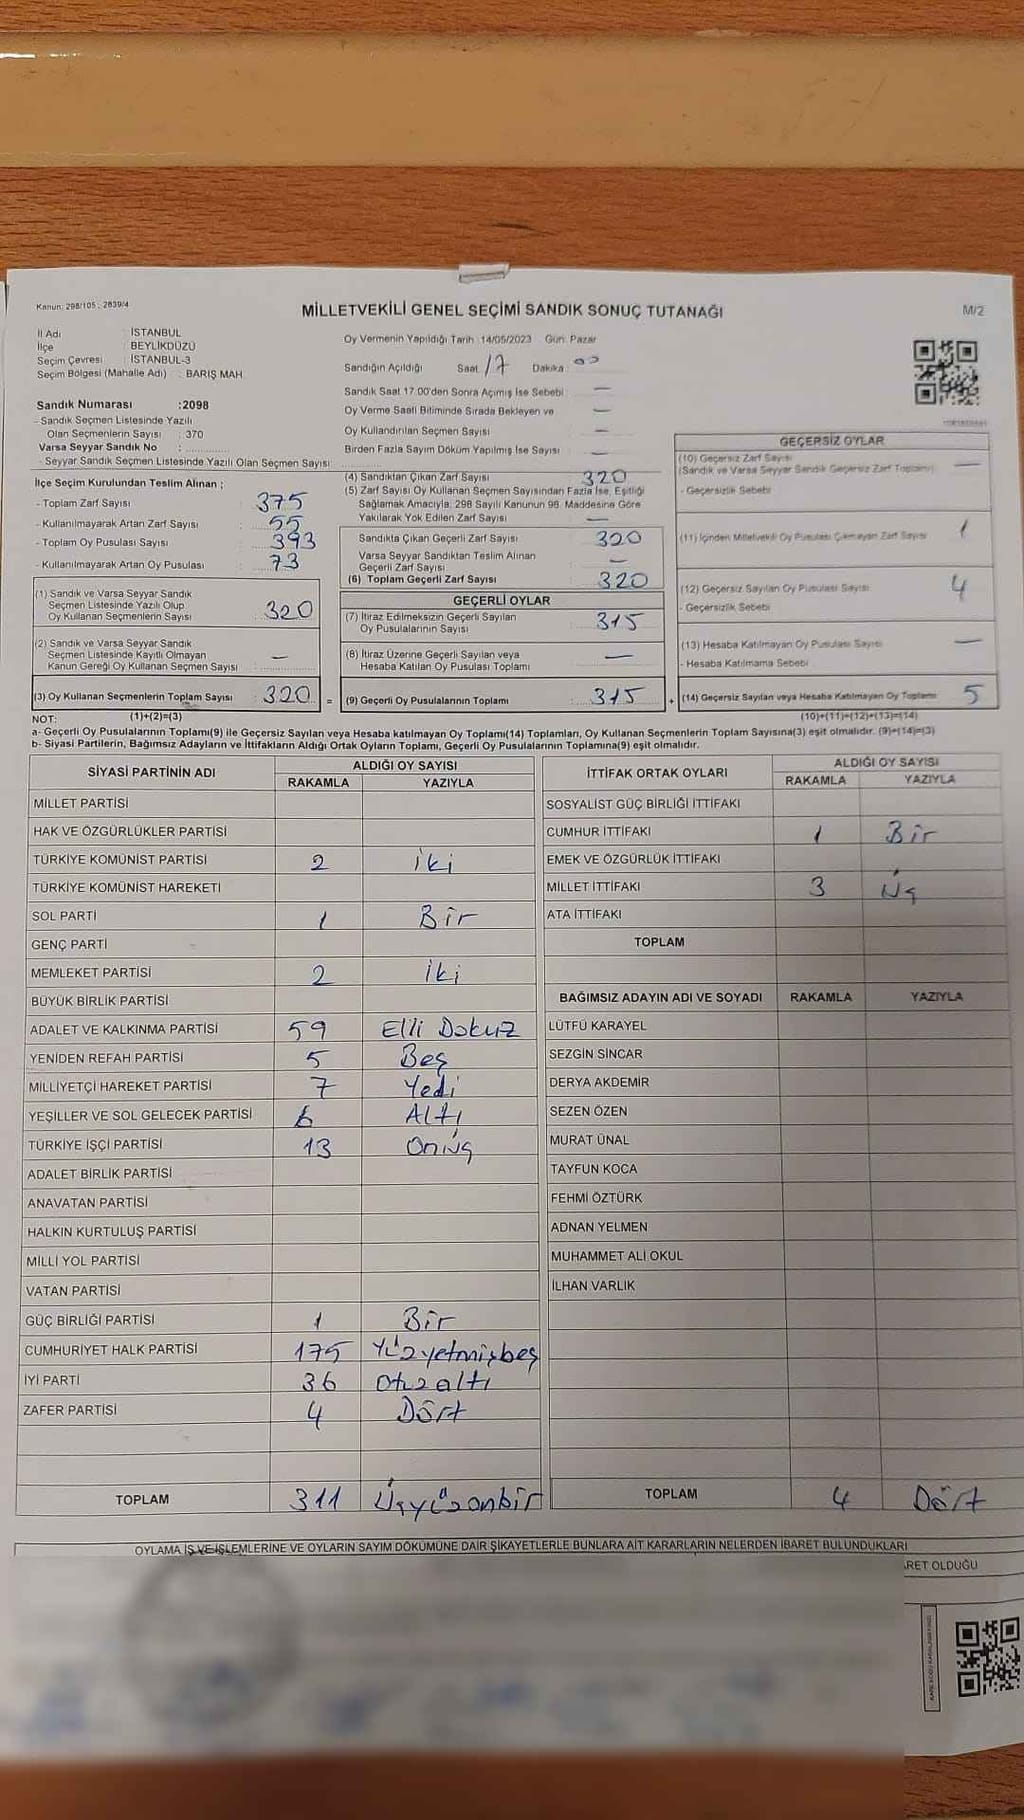 Kanun: 298/105 ; 2839/4
MİLLETVEKİLİ GENEL SEÇİMİ SANDIK SONUÇ TUTANAĞI
M/2
İl Adı : İSTANBUL
İlçe : BEYLİKDÜZÜ
Seçim Çevresi : İSTANBUL-3
Seçim Bölgesi (Mahalle Adı) : BARIŞ MAH.
Sandık Numarası :2098
- Sandık Seçmen Listesinde Yazılı
Olan Seçmenlerin Sayısı : 370
Varsa Seyyar Sandık No :
- Seyyar Sandık Seçmen Listesinde Yazılı Olan Seçmen Sayısı:
İlçe Seçim Kurulundan Teslim Alınan ;
- Toplam Zarf Sayısı : 375
- Kullanılmayarak Artan Zarf Sayısı : 55
- Toplam Oy Pusulası Sayısı : 393
- Kullanılmayarak Artan Oy Pusulası : 73
(1) Sandık ve Varsa Seyyar Sandık
Seçmen Listesinde Yazılı Olup
Oy Kullanan Seçmenlerin Sayısı : 320
(2) Sandık ve Varsa Seyyar Sandık
Seçmen Listesinde Kayıtlı Olmayan
Kanun Gereği Oy Kullanan Seçmen Sayısı : —
(3) Oy Kullanan Seçmenlerin Toplam Sayısı : 320 =
Oy Vermenin Yapıldığı Tarih : 14/05/2023 Gün: Pazar
Sandığın Açıldığı Saat : 17 Dakika : 00
Sandık Saat 17:00'den Sonra Açımış İse Sebebi : —
Oy Verme Saati Bitiminde Sırada Bekleyen ve : —
Oy Kullandırılan Seçmen Sayısı : —
Birden Fazla Sayım Döküm Yapılmış İse Sayısı : —
(4) Sandıktan Çıkan Zarf Sayısı : 320
(5) Zarf Sayısı Oy Kullanan Seçmen Sayısından Fazla İse, Eşitliği
Sağlamak Amacıyla; 298 Sayılı Kanunun 98. Maddesine Göre
Yakılarak Yok Edilen Zarf Sayısı : —
Sandıkta Çıkan Geçerli Zarf Sayısı : 320
Varsa Seyyar Sandıktan Teslim Alınan
Geçerli Zarf Sayısı : —
(6) Toplam Geçerli Zarf Sayısı : 320
GEÇERLİ OYLAR
(7) İtiraz Edilmeksizin Geçerli Sayılan
Oy Pusulalarının Sayısı : 315
(8) İtiraz Üzerine Geçerli Sayılan veya
Hesaba Katılan Oy Pusulası Toplamı : —
(9) Geçerli Oy Pusulalarının Toplamı : 315 +
GEÇERSİZ OYLAR
(10) Geçersiz Zarf Sayısı
(Sandık ve Varsa Seyyar Sandık Geçersiz Zarf Toplamı) : —
- Geçersizlik Sebebi
(11) İçinden Milletvekili Oy Pusulası Çıkmayan Zarf Sayısı : 1
(12) Geçersiz Sayılan Oy Pusulası Sayısı : 4
- Geçersizlik Sebebi
(13) Hesaba Katılmayan Oy Pusulası Sayısı : —
- Hesaba Katılmama Sebebi
(14) Geçersiz Sayılan veya Hesaba Katılmayan Oy Toplamı : 5
NOT: (1)+(2)=(3)
(10)+(11)+(12)+(13)=(14)
a- Geçerli Oy Pusulalarının Toplamı(9) ile Geçersiz Sayılan veya Hesaba katılmayan Oy Toplamı(14) Toplamları, Oy Kullanan Seçmenlerin Toplam Sayısına(3) eşit olmalıdır. (9)+(14)=(3)
b- Siyasi Partilerin, Bağımsız Adayların ve İttifakların Aldığı Ortak Oyların Toplamı, Geçerli Oy Pusulalarının Toplamına(9) eşit olmalıdır.
SİYASİ PARTİNİN ADI
ALDIĞI OY SAYISI
RAKAMLA YAZIYLA
MİLLET PARTİSİ
HAK VE ÖZGÜRLÜKLER PARTİSİ
TÜRKİYE KOMÜNİST PARTİSİ 2 iki
TÜRKİYE KOMÜNİST HAREKETİ
SOL PARTİ 1 Bir
GENÇ PARTİ
MEMLEKET PARTİSİ 2 iki
BÜYÜK BİRLİK PARTİSİ
ADALET VE KALKINMA PARTİSİ 59 Elli Dokuz
YENİDEN REFAH PARTİSİ 5 Beş
MİLLİYETÇİ HAREKET PARTİSİ 7 Yedi
YEŞİLLER VE SOL GELECEK PARTİSİ 6 Altı
TÜRKİYE İŞÇİ PARTİSİ 13 Onüç
ADALET BİRLİK PARTİSİ
ANAVATAN PARTİSİ
HALKIN KURTULUŞ PARTİSİ
MİLLİ YOL PARTİSİ
VATAN PARTİSİ
GÜÇ BİRLİĞİ PARTİSİ 1 Bir
CUMHURİYET HALK PARTİSİ 175 Yüzyetmişbeş
İYİ PARTİ 36 Otuzaltı
ZAFER PARTİSİ 4 Dört
TOPLAM 311 Üçyüzonbir
İTTİFAK ORTAK OYLARI
ALDIĞI OY SAYISI
RAKAMLA YAZIYLA
SOSYALİST GÜÇ BİRLİĞİ İTTİFAKI
CUMHUR İTTİFAKI 1 Bir
EMEK VE ÖZGÜRLÜK İTTİFAKI
MİLLET İTTİFAKI 3 Üç
ATA İTTİFAKI
TOPLAM
BAĞIMSIZ ADAYIN ADI VE SOYADI RAKAMLA YAZIYLA
LÜTFÜ KARAYEL
SEZGİN SİNCAR
DERYA AKDEMİR
SEZEN ÖZEN
MURAT ÜNAL
TAYFUN KOCA
FEHMİ ÖZTÜRK
ADNAN YELMEN
MUHAMMET ALİ OKUL
İLHAN VARLIK
TOPLAM 4 Dört
OYLAMA İŞ VE İŞLEMLERİNE VE OYLARIN SAYIM DÖKÜMÜNE DAİR ŞİKAYETLERLE BUNLARA AİT KARARLARIN NELERDEN İBARET BULUNDUKLARI
ARET OLDUĞU